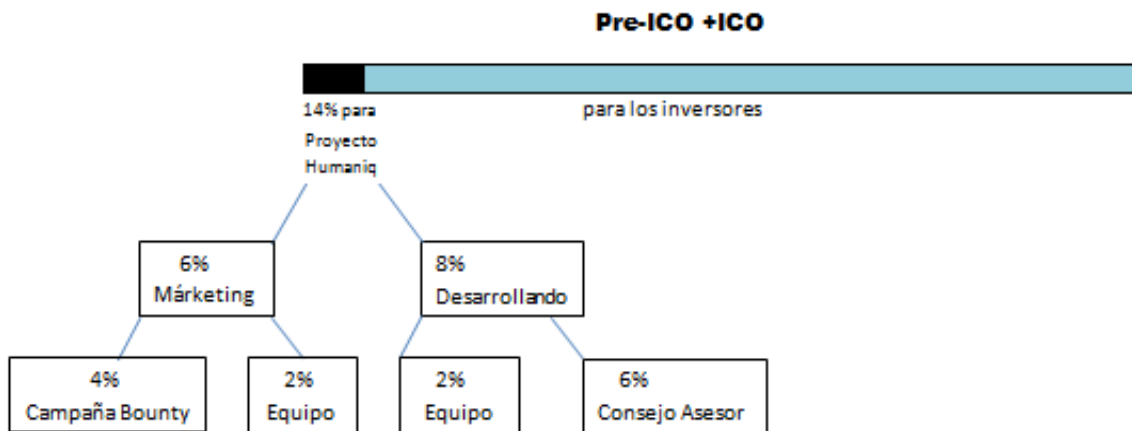 Pre-ICO +ICO
14% para
Proyecto
Humaniq
para los inversores
6%
Márketing
8%
Desarrollando
4%
Campaña Bounty
2%
Equipo
2%
Equipo
6%
Consejo Asesor